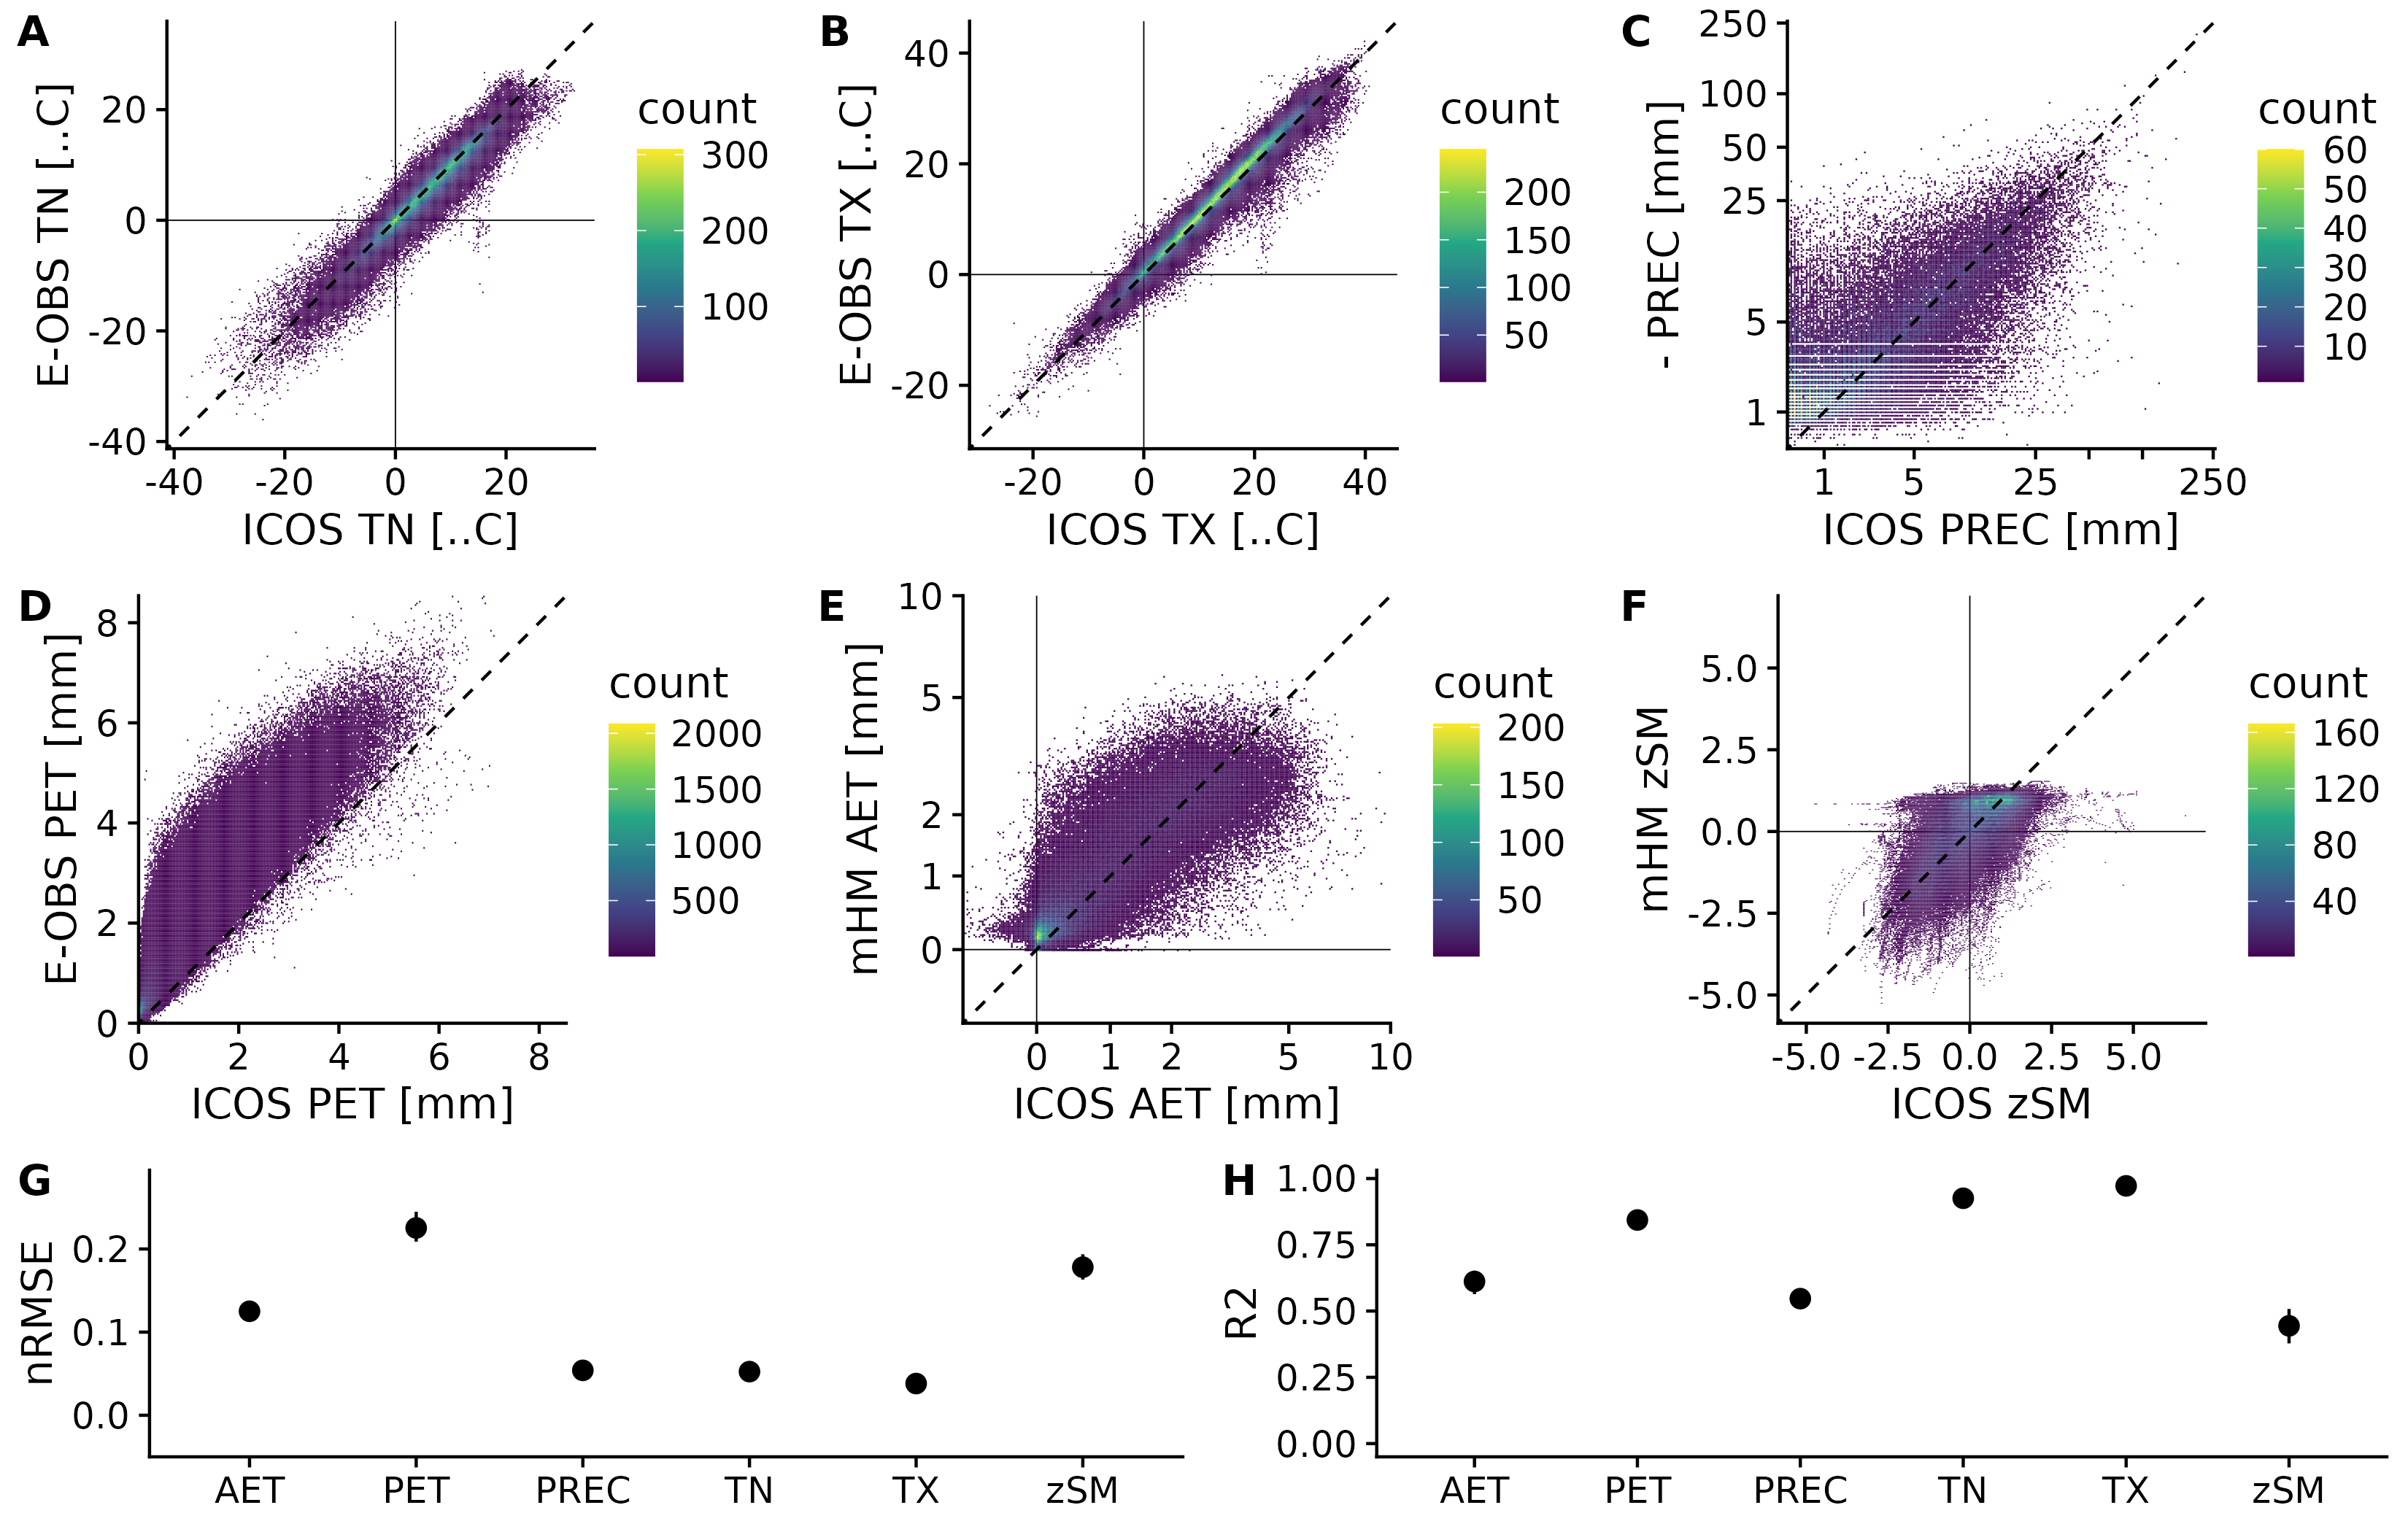 A
E-OBS TN [..C]
20
0
-20
-40
-40 -20 0 20
ICOS TN [..C]
count
300
200
100
B
E-OBS TX [..C]
40
20
0
-20
-20 0 20 40
ICOS TX [..C]
count
200
150
100
50
C
- PREC [mm]
250
100
50
25
5
1
1 5 25 250
ICOS PREC [mm]
count
60
50
40
30
20
10
D
E-OBS PET [mm]
8
6
4
2
0
0 2 4 6 8
ICOS PET [mm]
count
2000
1500
1000
500
E
mHM AET [mm]
10
5
2
1
0
0 1 2 5 10
ICOS AET [mm]
count
200
150
100
50
F
mHM zSM
5.0
2.5
0.0
-2.5
-5.0
-5.0 -2.5 0.0 2.5 5.0
ICOS zSM
count
160
120
80
40
G
nRMSE
0.2
0.1
0.0
AET PET PREC TN TX zSM
H
R2
1.00
0.75
0.50
0.25
0.00
AET PET PREC TN TX zSM